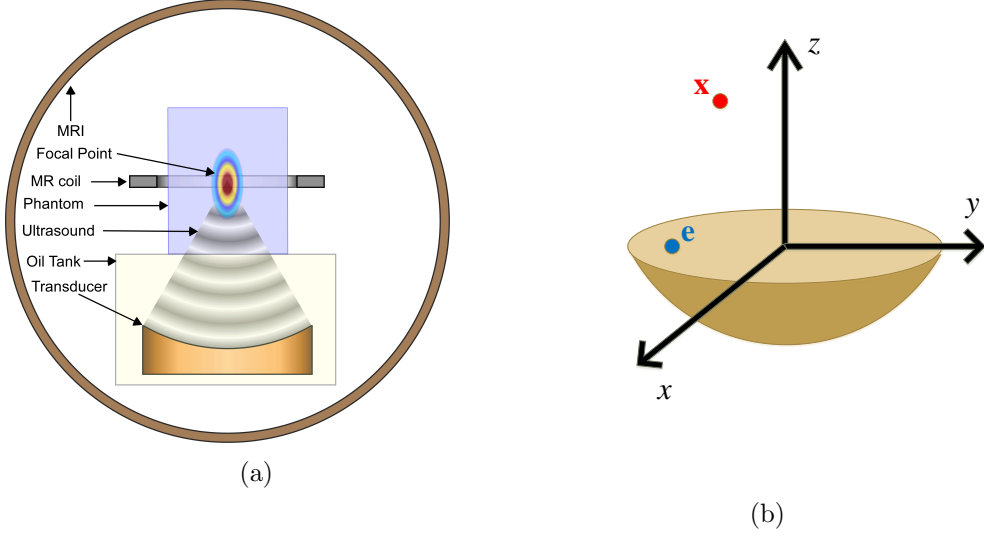 MRI
Focal Point
MR coil
Phantom
Ultrasound
Oil Tank
Transducer
(a)
z
x
y
e
x
(b)